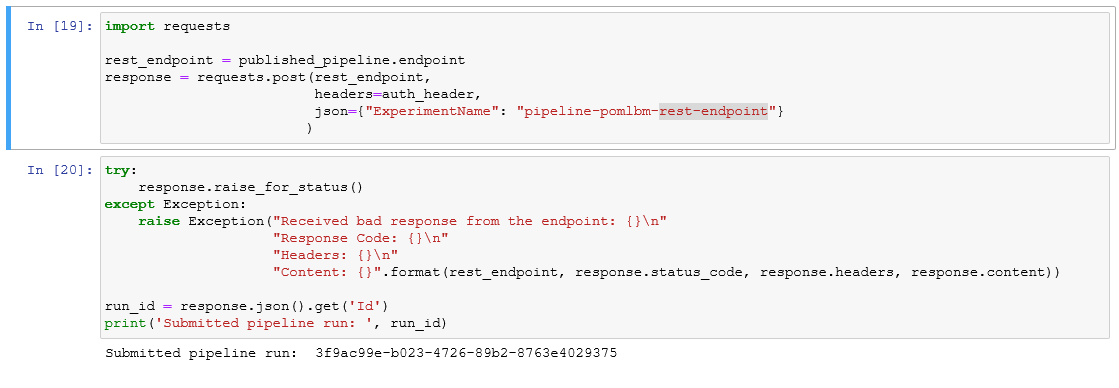 In [19]: import requests
rest_endpoint = published_pipeline.endpoint
response = requests.post(rest_endpoint,
headers=auth_header,
json={"ExperimentName": "pipeline-pomlbm-rest-endpoint"}
)
In [20]: try:
response.raise_for_status()
except Exception:
raise Exception("Received bad response from the endpoint: {}\n"
"Response Code: {}\n"
"Headers: {}\n"
"Content: {}".format(rest_endpoint, response.status_code, response.headers, response.content))
run_id = response.json().get('Id')
print('Submitted pipeline run: ', run_id)
Submitted pipeline run:  3f9ac99e-b023-4726-89b2-8763e4029375